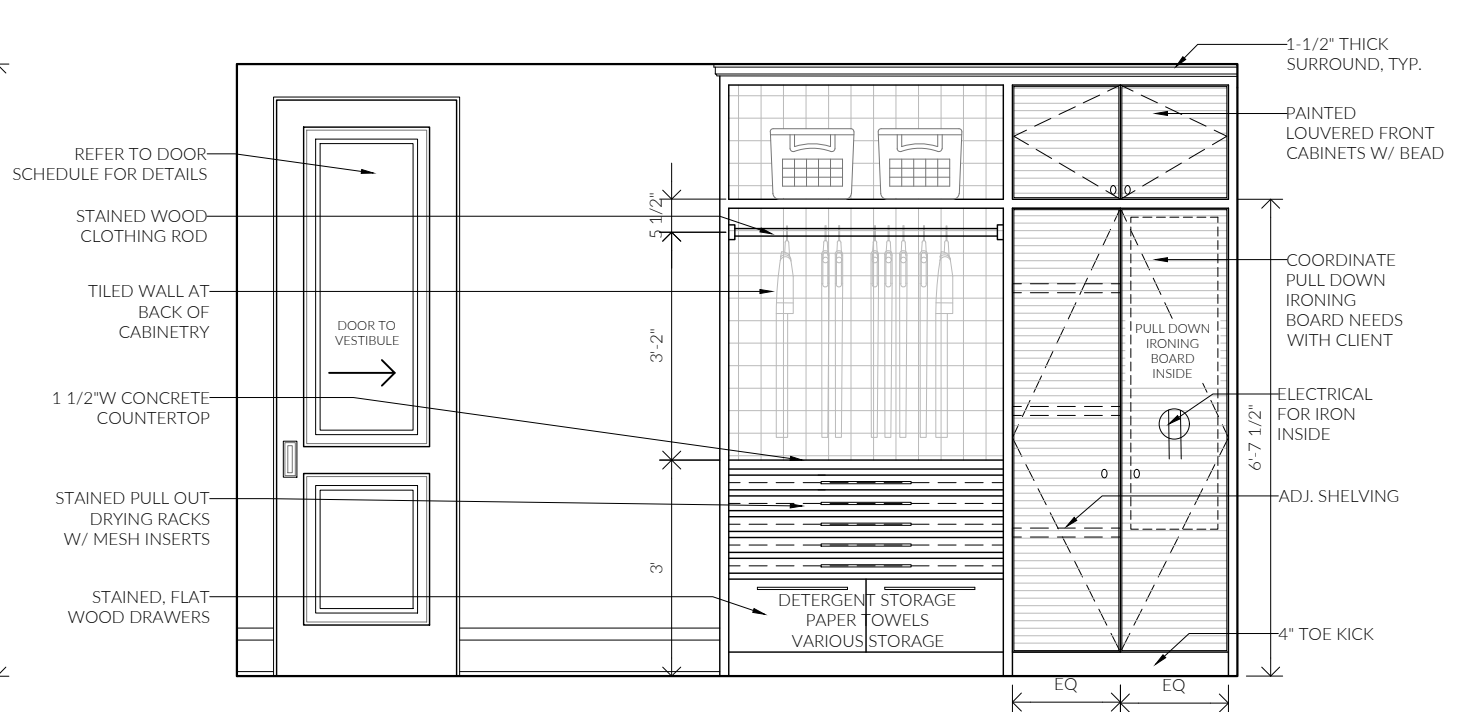 1-1/2" THICK
SURROUND, TYP.
PAINTED
LOUVERED FRONT
CABINETS W/ BEAD
REFER TO DOOR
SCHEDULE FOR DETAILS
STAINED WOOD
CLOTHING ROD
5 1/2"
COORDINATE
PULL DOWN
IRONING
BOARD NEEDS
WITH CLIENT
TILED WALL AT
BACK OF
CABINETRY
DOOR TO
VESTIBULE
3'-2"
PULL DOWN
IRONING
BOARD
INSIDE
1 1/2"W CONCRETE
COUNTERTOP
ELECTRICAL
FOR IRON
INSIDE
6'-7 1/2"
STAINED PULL OUT
DRYING RACKS
W/ MESH INSERTS
ADJ. SHELVING
3'
STAINED, FLAT
WOOD DRAWERS
DETERGENT STORAGE
PAPER TOWELS
VARIOUS STORAGE
4" TOE KICK
EQ
EQ